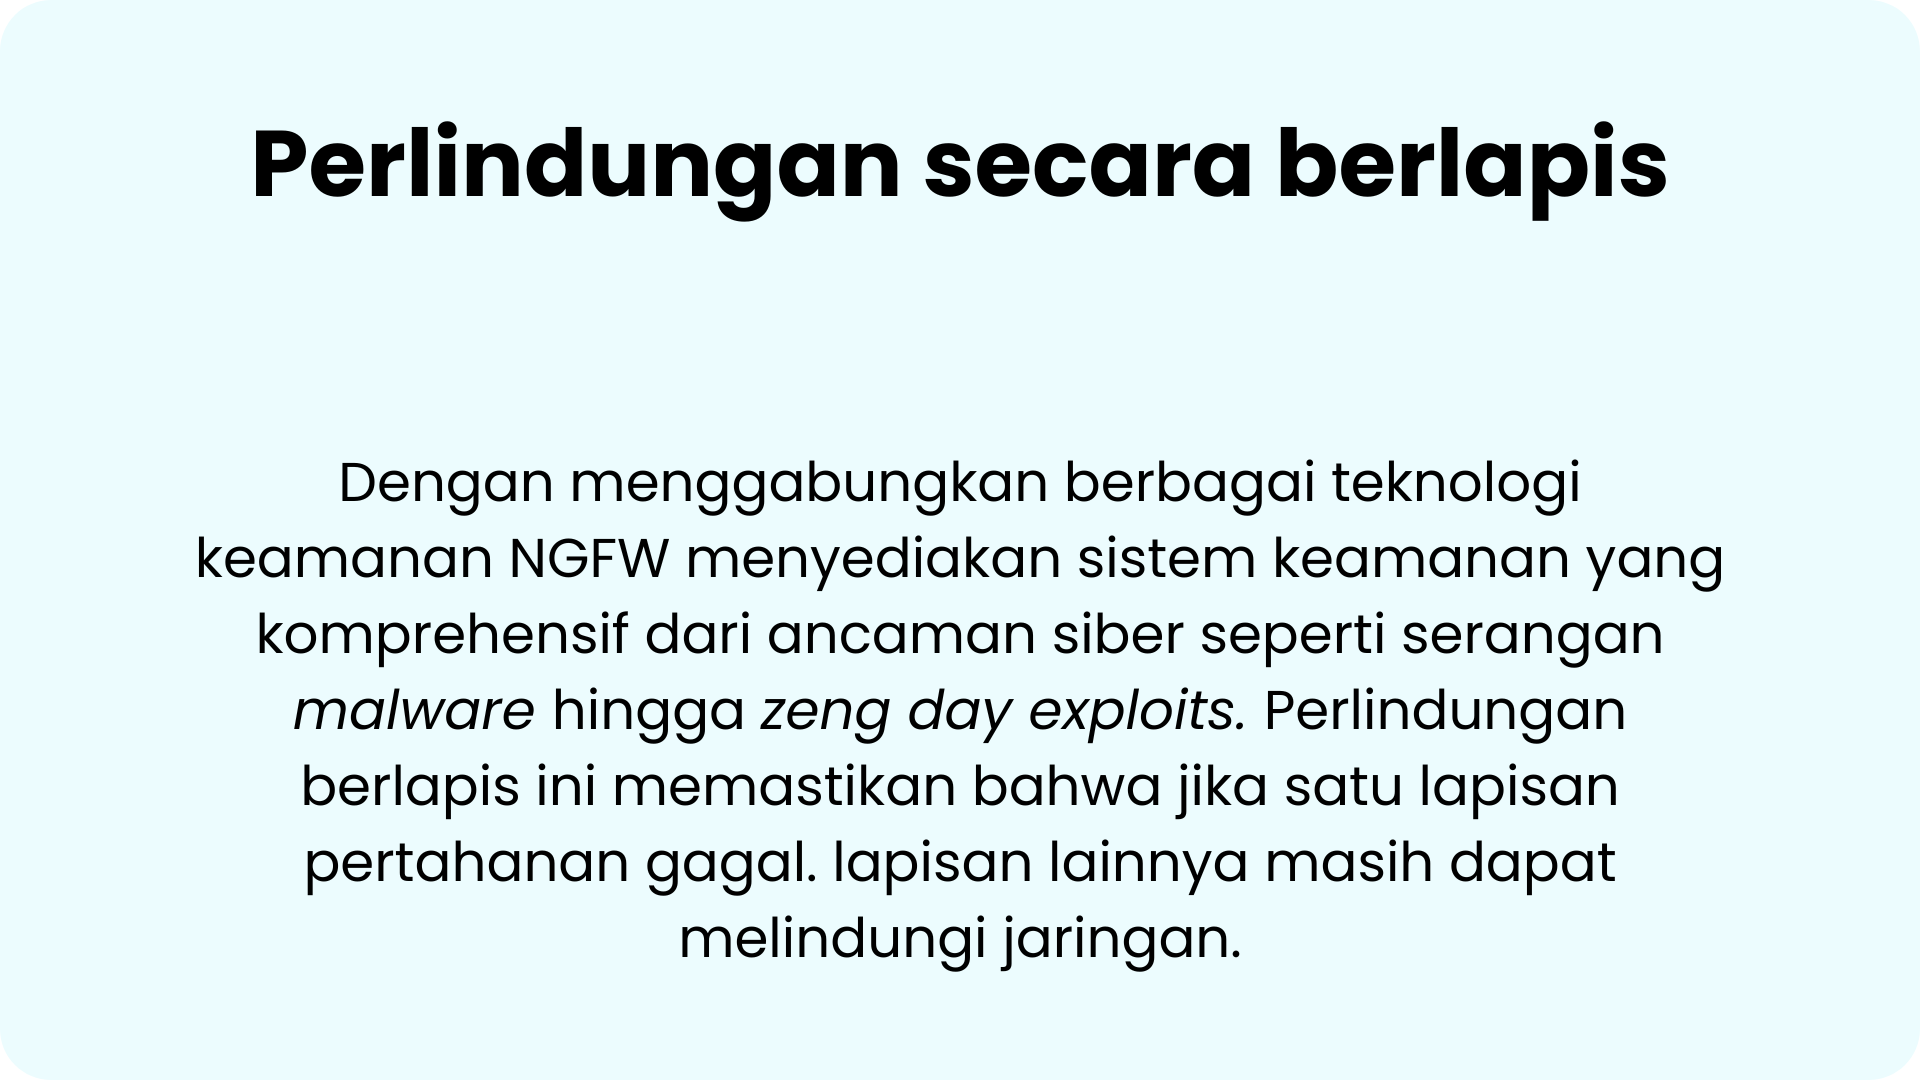 Perlindungan secara berlapis
Dengan menggabungkan berbagai teknologi
keamanan NGFW menyediakan sistem keamanan yang
komprehensif dari ancaman siber seperti serangan
malware hingga zeng day exploits. Perlindungan
berlapis ini memastikan bahwa jika satu lapisan
pertahanan gagal. lapisan lainnya masih dapat
melindungi jaringan.